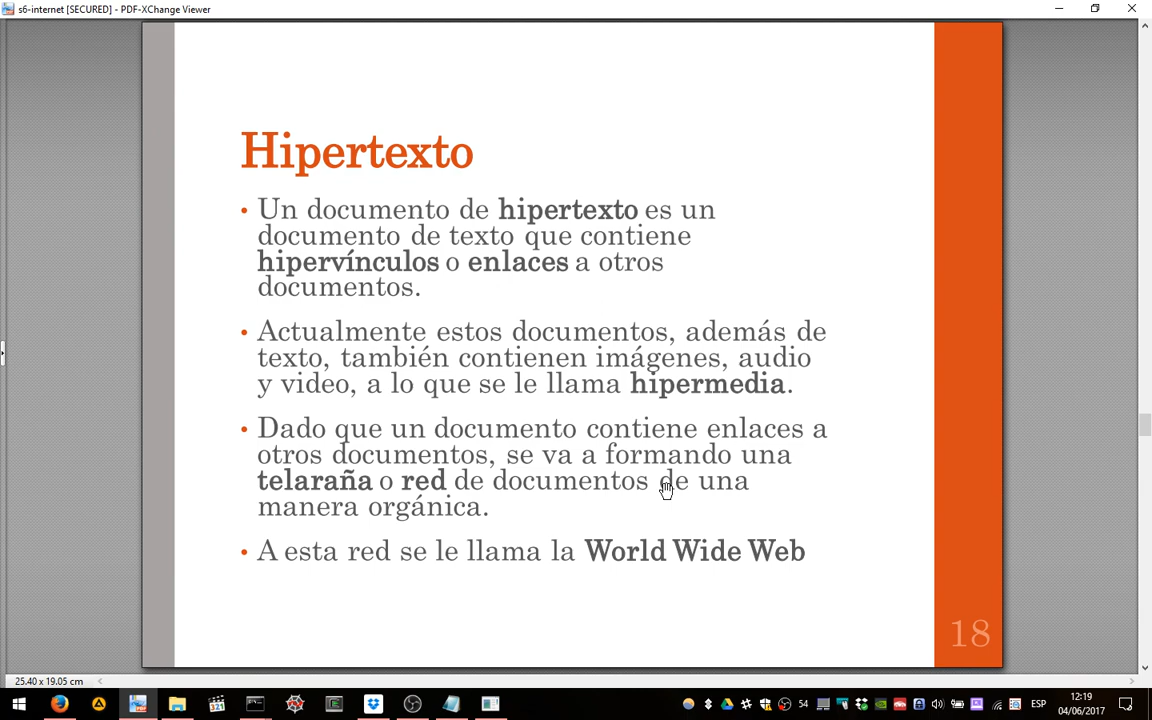 s6-internet [SECURED] - PDF-XChange Viewer
Hipertexto
• Un documento de hipertexto es un
documento de texto que contiene
hipervínculos o enlaces a otros
documentos.
• Actualmente estos documentos, además de
texto, también contienen imágenes, audio
y video, a lo que se le llama hipermedia.
• Dado que un documento contiene enlaces a
otros documentos, se va a formando una
telaraña o red de documentos de una
manera orgánica.
• A esta red se le llama la World Wide Web
18
25.40 x 19.05 cm
54
ESP
12:19
04/06/2017